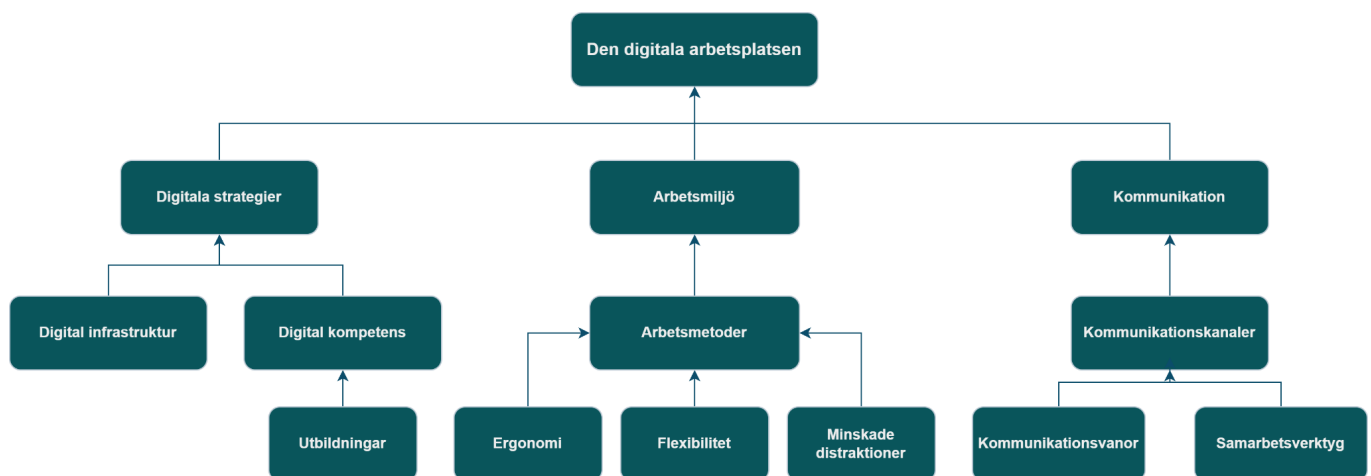 Den digitala arbetsplatsen
Digitala strategier
Arbetsmiljö
Kommunikation
Digital infrastruktur
Digital kompetens
Arbetsmetoder
Kommunikationskanaler
Utbildningar
Ergonomi
Flexibilitet
Minskade
distraktioner
Kommunikationsvanor
Samarbetsverktyg